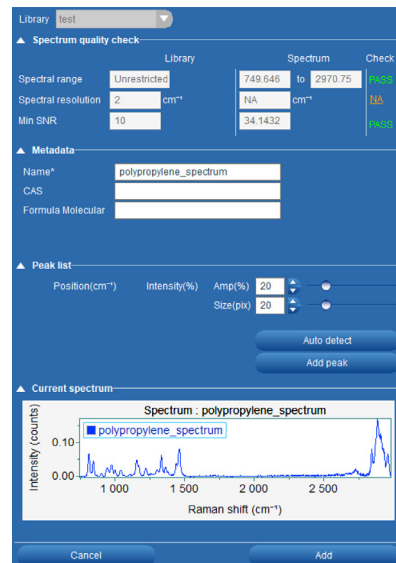 Library test
Spectrum quality check
Library Spectrum Check
Spectral range Unrestricted 749.646 to 2970.75 PASS
Spectral resolution 2 cm⁻¹ NA cm⁻¹ NA
Min SNR 10 34.1432 PASS
Metadata
Name* polypropylene_spectrum
CAS
Formula Molecular
Peak list
Position(cm⁻¹) Intensity(%) Amp(%) 20
Size(pix) 20
Auto detect
Add peak
Current spectrum
Spectrum : polypropylene_spectrum
polypropylene_spectrum
Intensity (counts)
0.10
0.00
1 000 1 500 2 000 2 500
Raman shift (cm⁻¹)
Cancel Add